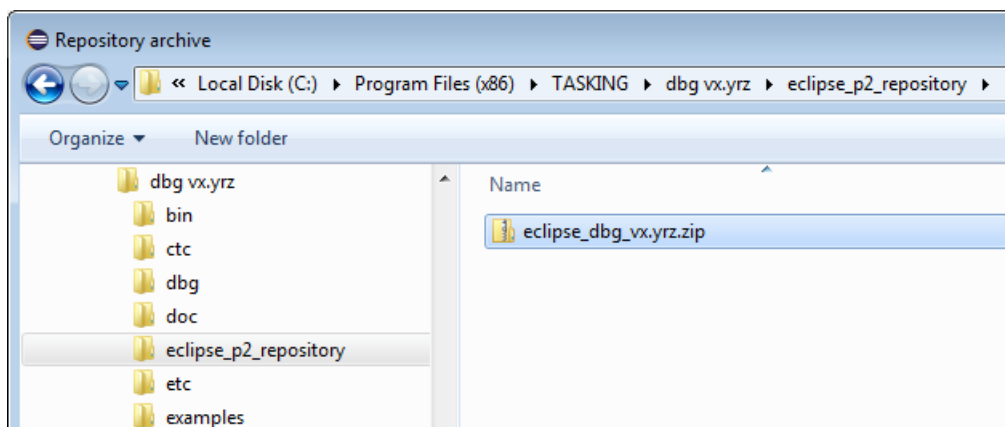 Repository archive
« Local Disk (C:) ▸ Program Files (x86) ▸ TASKING ▸ dbg vx.yrz ▸ eclipse_p2_repository ▸
Organize ▾ New folder
dbg vx.yrz
bin
ctc
dbg
doc
eclipse_p2_repository
etc
examples
Name
eclipse_dbg_vx.yrz.zip